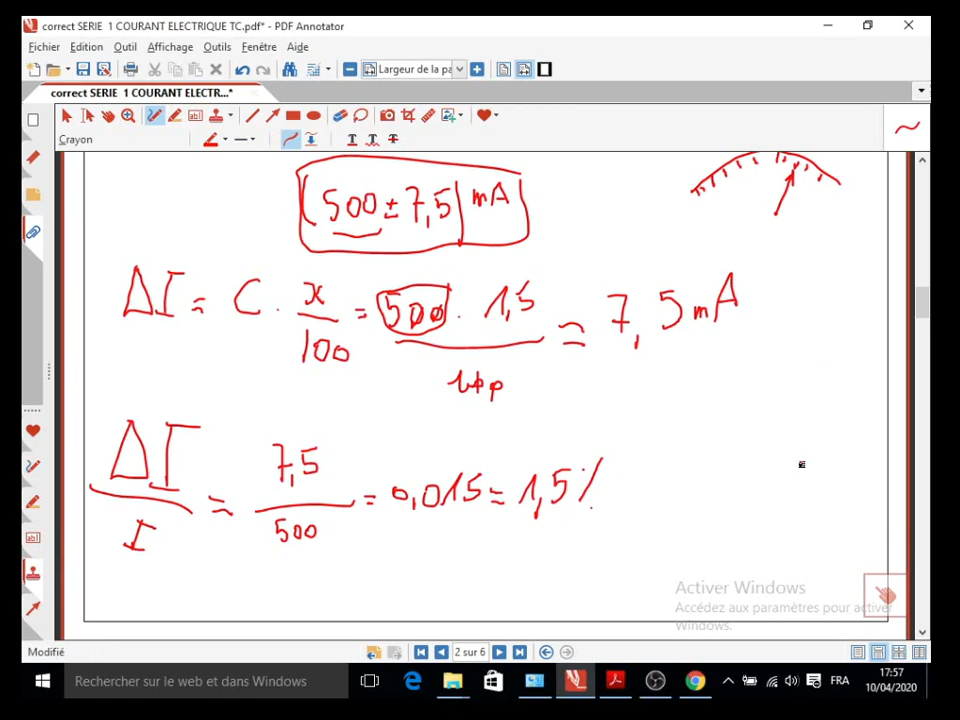 correct SERIE 1 COURANT ELECTRIQUE TC.pdf* - PDF Annotator
Fichier Edition Outil Affichage Outils Fenêtre Aide
Largeur de la pa
correct SERIE 1 COURANT ELECTR...*
Crayon
(500 ± 7,5) mA
ΔI = C . x/100 = 500 . 1,5/100 = 7,5 mA
ΔI/I = 7,5/500 = 0,015 = 1,5 %
Activer Windows
Accédez aux paramètres pour activer
Windows.
Modifié
2 sur 6
Rechercher sur le web et dans Windows
FRA
17:57
10/04/2020